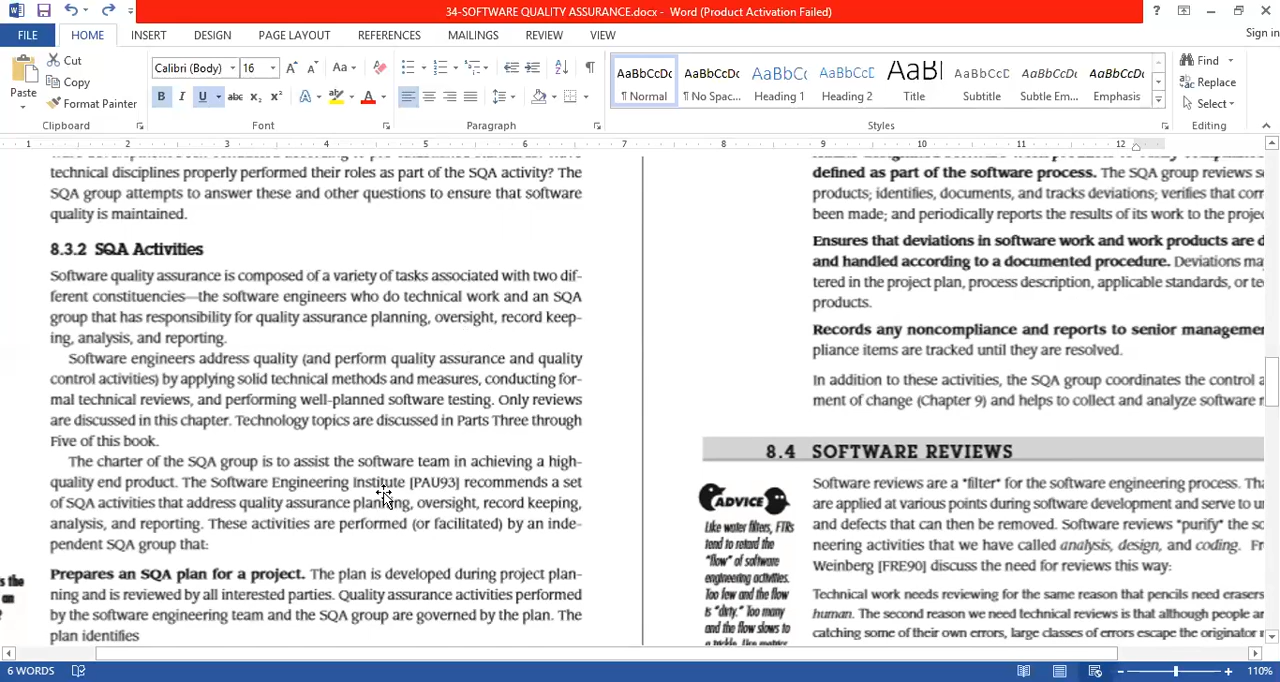 34-SOFTWARE QUALITY ASSURANCE.docx - Word (Product Activation Failed)
FILE HOME INSERT DESIGN PAGE LAYOUT REFERENCES MAILINGS REVIEW VIEW Sign in
Paste
Cut
Copy
Format Painter
Clipboard
Calibri (Body) 16
Font
Paragraph
AaBbCcDc AaBbCcDc AaBbCc AaBbCcD AaBl AaBbCcD AaBbCcDc AaBbCcDc
¶ Normal ¶ No Spac... Heading 1 Heading 2 Title Subtitle Subtle Em... Emphasis
Styles
Find
Replace
Select
Editing
1 2 3 4 5 6 7 8 9 10 11 12
technical disciplines properly performed their roles as part of the SQA activity? The
SQA group attempts to answer these and other questions to ensure that software
quality is maintained.
8.3.2 SQA Activities
Software quality assurance is composed of a variety of tasks associated with two dif-
ferent constituencies—the software engineers who do technical work and an SQA
group that has responsibility for quality assurance planning, oversight, record keep-
ing, analysis, and reporting.
Software engineers address quality (and perform quality assurance and quality
control activities) by applying solid technical methods and measures, conducting for-
mal technical reviews, and performing well-planned software testing. Only reviews
are discussed in this chapter. Technology topics are discussed in Parts Three through
Five of this book.
The charter of the SQA group is to assist the software team in achieving a high-
quality end product. The Software Engineering Institute [PAU93] recommends a set
of SQA activities that address quality assurance planning, oversight, record keeping,
analysis, and reporting. These activities are performed (or facilitated) by an inde-
pendent SQA group that:
Prepares an SQA plan for a project. The plan is developed during project plan-
ning and is reviewed by all interested parties. Quality assurance activities performed
by the software engineering team and the SQA group are governed by the plan. The
plan identifies
s the
an
?
defined as part of the software process. The SQA group reviews s
products; identifies, documents, and tracks deviations; verifies that corr
been made; and periodically reports the results of its work to the projec
Ensures that deviations in software work and work products are d
and handled according to a documented procedure. Deviations ma
tered in the project plan, process description, applicable standards, or te
products.
Records any noncompliance and reports to senior manageme
pliance items are tracked until they are resolved.
In addition to these activities, the SQA group coordinates the control a
ment of change (Chapter 9) and helps to collect and analyze software
8.4 SOFTWARE REVIEWS
ADVICE
Like water filters, FTRs
tend to retard the
"flow" of software
engineering activities.
Too few and the flow
is "dirty." Too many
and the flow slows to
Software reviews are a "filter" for the software engineering process. Tha
are applied at various points during software development and serve to u
and defects that can then be removed. Software reviews "purify" the so
neering activities that we have called analysis, design, and coding. Fr
Weinberg [FRE90] discuss the need for reviews this way:
Technical work needs reviewing for the same reason that pencils need erasers
human. The second reason we need technical reviews is that although people ar
catching some of their own errors, large classes of errors escape the originator
6 WORDS 110%